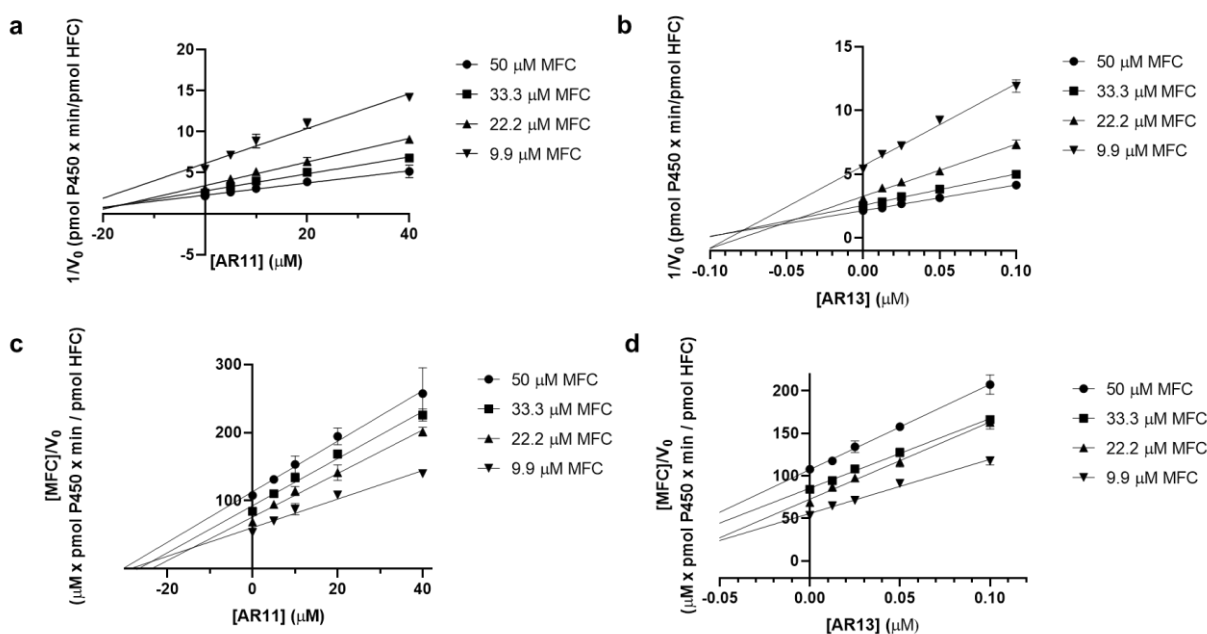 a
1/V0 (pmol P450 x min/pmol HFC)
20
15
10
5
-5
-20
20
40
[AR11] (μM)
50 μM MFC
33.3 μM MFC
22.2 μM MFC
9.9 μM MFC
b
1/V0 (pmol P450 x min/pmol HFC)
15
10
5
0
-0.10
-0.05
0.00
0.05
0.10
[AR13] (μM)
50 μM MFC
33.3 μM MFC
22.2 μM MFC
9.9 μM MFC
c
[MFC]/V0
(μM x pmol P450 x min / pmol HFC)
300
200
100
-20
0
20
40
[AR11] (μM)
50 μM MFC
33.3 μM MFC
22.2 μM MFC
9.9 μM MFC
d
[MFC]/V0
(μM x pmol P450 x min / pmol HFC)
200
150
100
50
0
-0.05
0.00
0.05
0.10
[AR13] (μM)
50 μM MFC
33.3 μM MFC
22.2 μM MFC
9.9 μM MFC